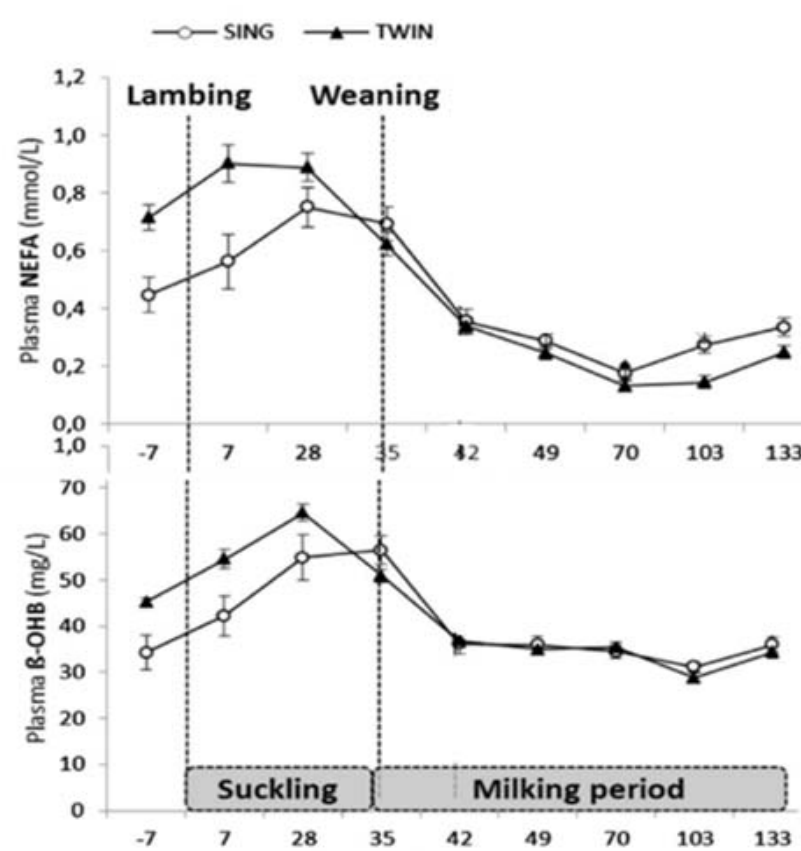 SING TWIN
Lambing Weaning
Plasma NEFA (mmol/L)
1,2
1,0
0,8
0,6
0,4
0,2
0,0
-7 7 28 35 42 49 70 103 133
1,0
Plasma ß-OHB (mg/L)
70
60
50
40
30
20
10
0
Suckling Milking period
-7 7 28 35 42 49 70 103 133